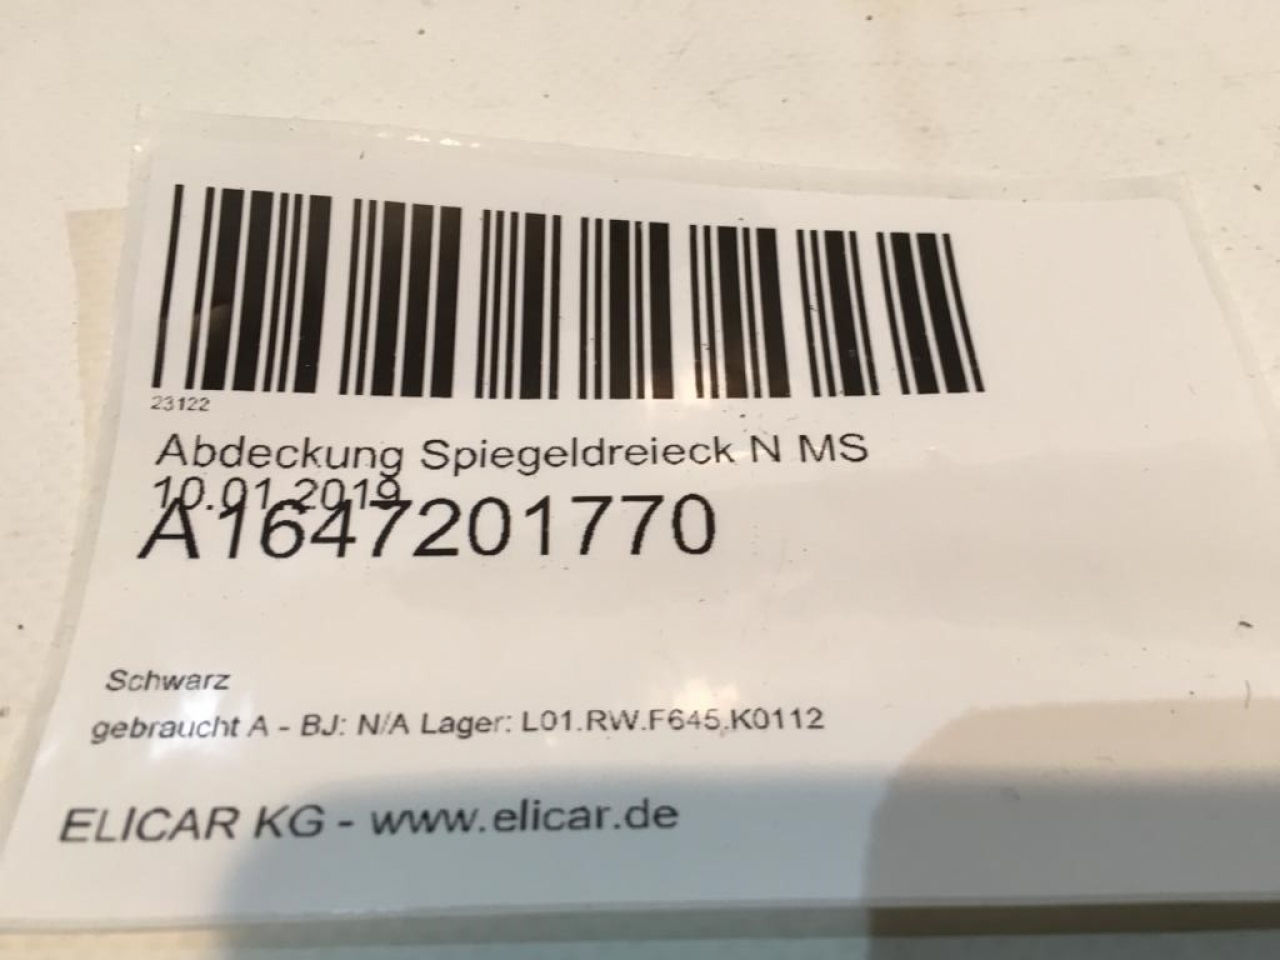 23122
Abdeckung Spiegeldreieck N MS
10.01.2019
A1647201770
Schwarz
gebraucht A - BJ: N/A Lager: L01.RW.F645.K0112
ELICAR KG - www.elicar.de